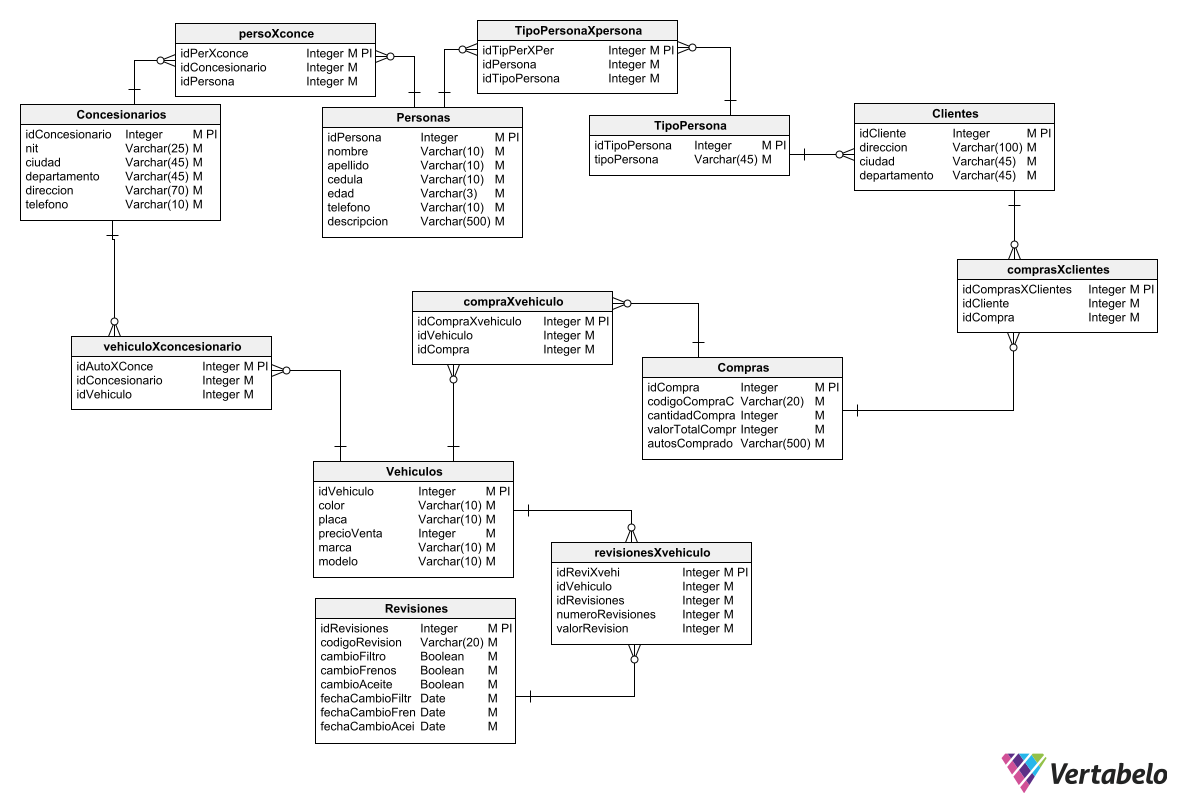 persoXconce
idPerXconce Integer M PI
idConcesionario Integer M
idPersona Integer M
TipoPersonaXpersona
idTipPerXPer Integer M PI
idPersona Integer M
idTipoPersona Integer M
Concesionarios
idConcesionario Integer M PI
nit Varchar(25) M
ciudad Varchar(45) M
departamento Varchar(45) M
direccion Varchar(70) M
telefono Varchar(10) M
Personas
idPersona Integer M PI
nombre Varchar(10) M
apellido Varchar(10) M
cedula Varchar(10) M
edad Varchar(3) M
telefono Varchar(10) M
descripcion Varchar(500) M
TipoPersona
idTipoPersona Integer M PI
tipoPersona Varchar(45) M
Clientes
idCliente Integer M PI
direccion Varchar(100) M
ciudad Varchar(45) M
departamento Varchar(45) M
comprasXclientes
idComprasXClientes Integer M PI
idCliente Integer M
idCompra Integer M
compraXvehiculo
idCompraXvehiculo Integer M PI
idVehiculo Integer M
idCompra Integer M
vehiculoXconcesionario
idAutoXConce Integer M PI
idConcesionario Integer M
idVehiculo Integer M
Compras
idCompra Integer M PI
codigoCompraC Varchar(20) M
cantidadCompra Integer M
valorTotalCompr Integer M
autosComprado Varchar(500) M
Vehiculos
idVehiculo Integer M PI
color Varchar(10) M
placa Varchar(10) M
precioVenta Integer M
marca Varchar(10) M
modelo Varchar(10) M
revisionesXvehiculo
idReviXvehi Integer M PI
idVehiculo Integer M
idRevisiones Integer M
numeroRevisiones Integer M
valorRevision Integer M
Revisiones
idRevisiones Integer M PI
codigoRevision Varchar(20) M
cambioFiltro Boolean M
cambioFrenos Boolean M
cambioAceite Boolean M
fechaCambioFiltr Date M
fechaCambioFren Date M
fechaCambioAcei Date M
Vertabelo